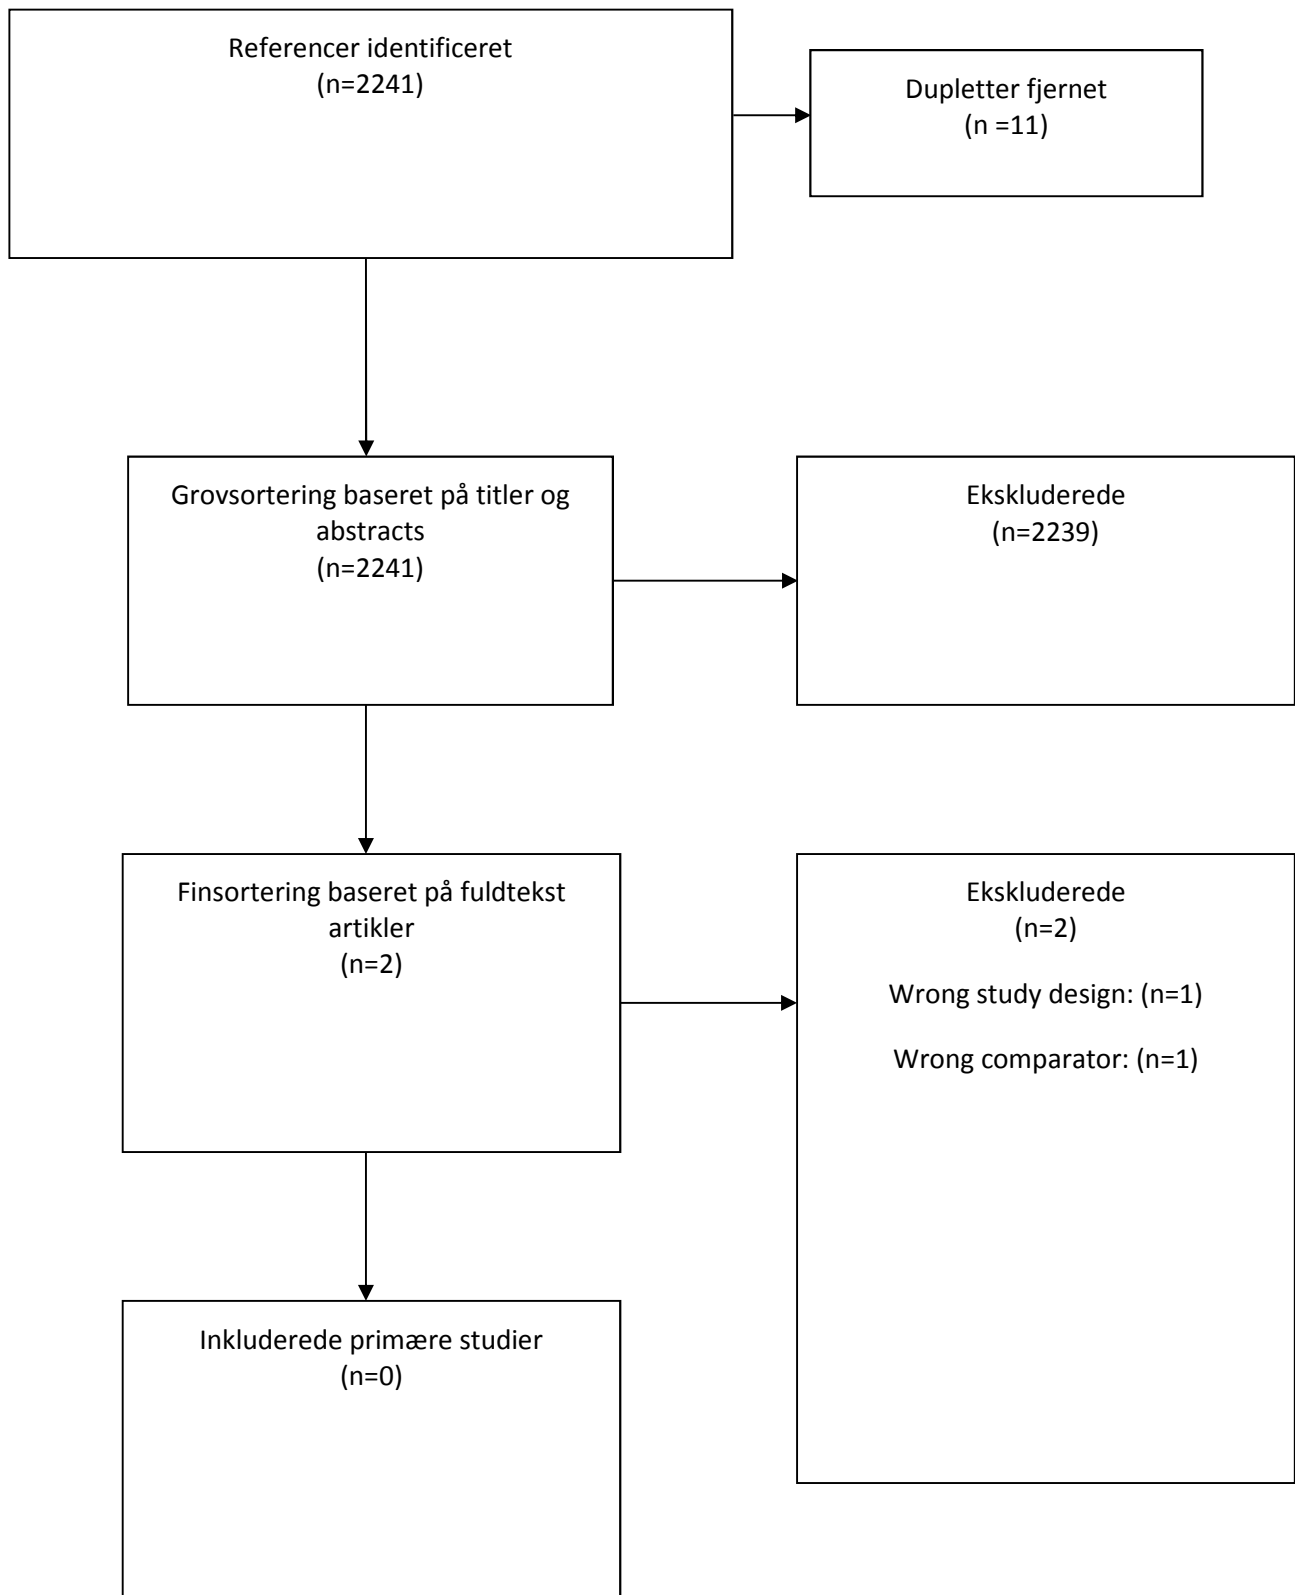 Referencer identificeret
(n=2241)
Dupletter fjernet
(n =11)
Grovsortering baseret på titler og
abstracts
(n=2241)
Ekskluderede
(n=2239)
Finsortering baseret på fuldtekst
artikler
(n=2)
Ekskluderede
(n=2)
Wrong study design: (n=1)
Wrong comparator: (n=1)
Inkluderede primære studier
(n=0)